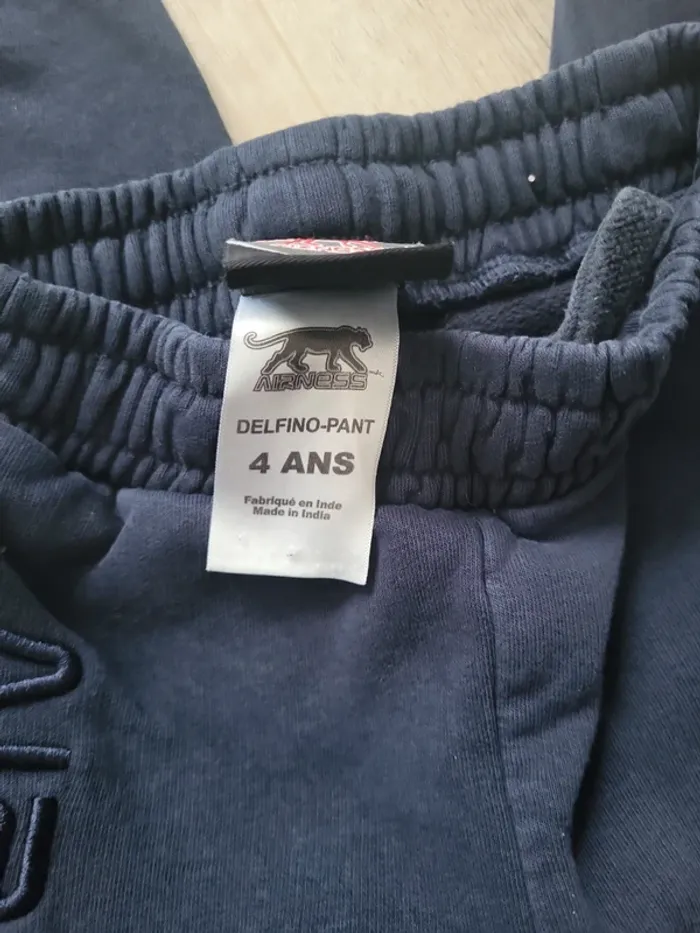 AIRNESS
DELFINO-PANT
4 ANS
Fabriqué en Inde
Made in India